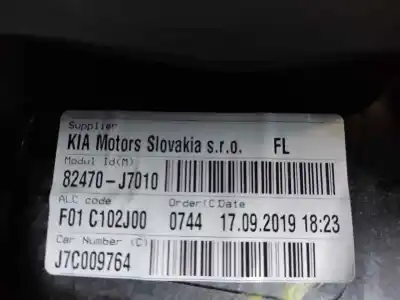 Supplier
KIA Motors Slovakia s.r.o. FL
Modul Id(M)
82470-J7010
ALC code Order(C)Date
F01 C102J00 0744 17.09.2019 18:23
Car Number (C)
J7C009764